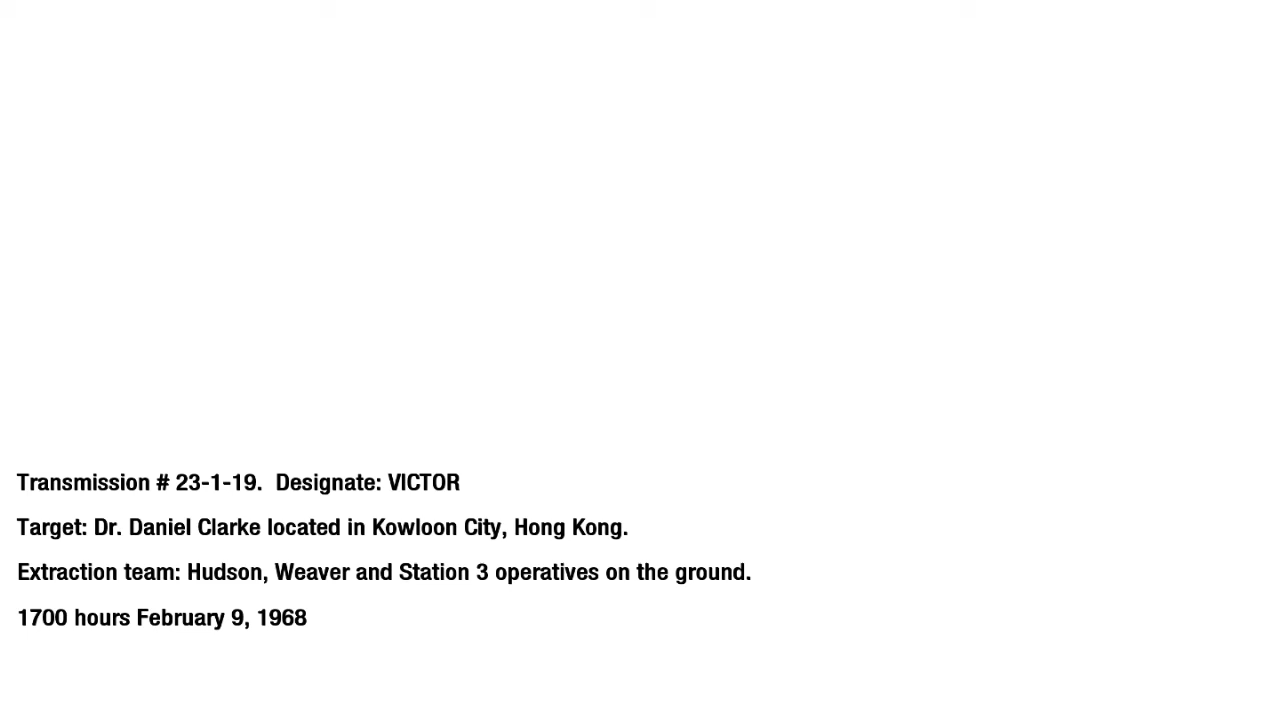 Transmission # 23-1-19.  Designate: VICTOR
Target: Dr. Daniel Clarke located in Kowloon City, Hong Kong.
Extraction team: Hudson, Weaver and Station 3 operatives on the ground.
1700 hours February 9, 1968